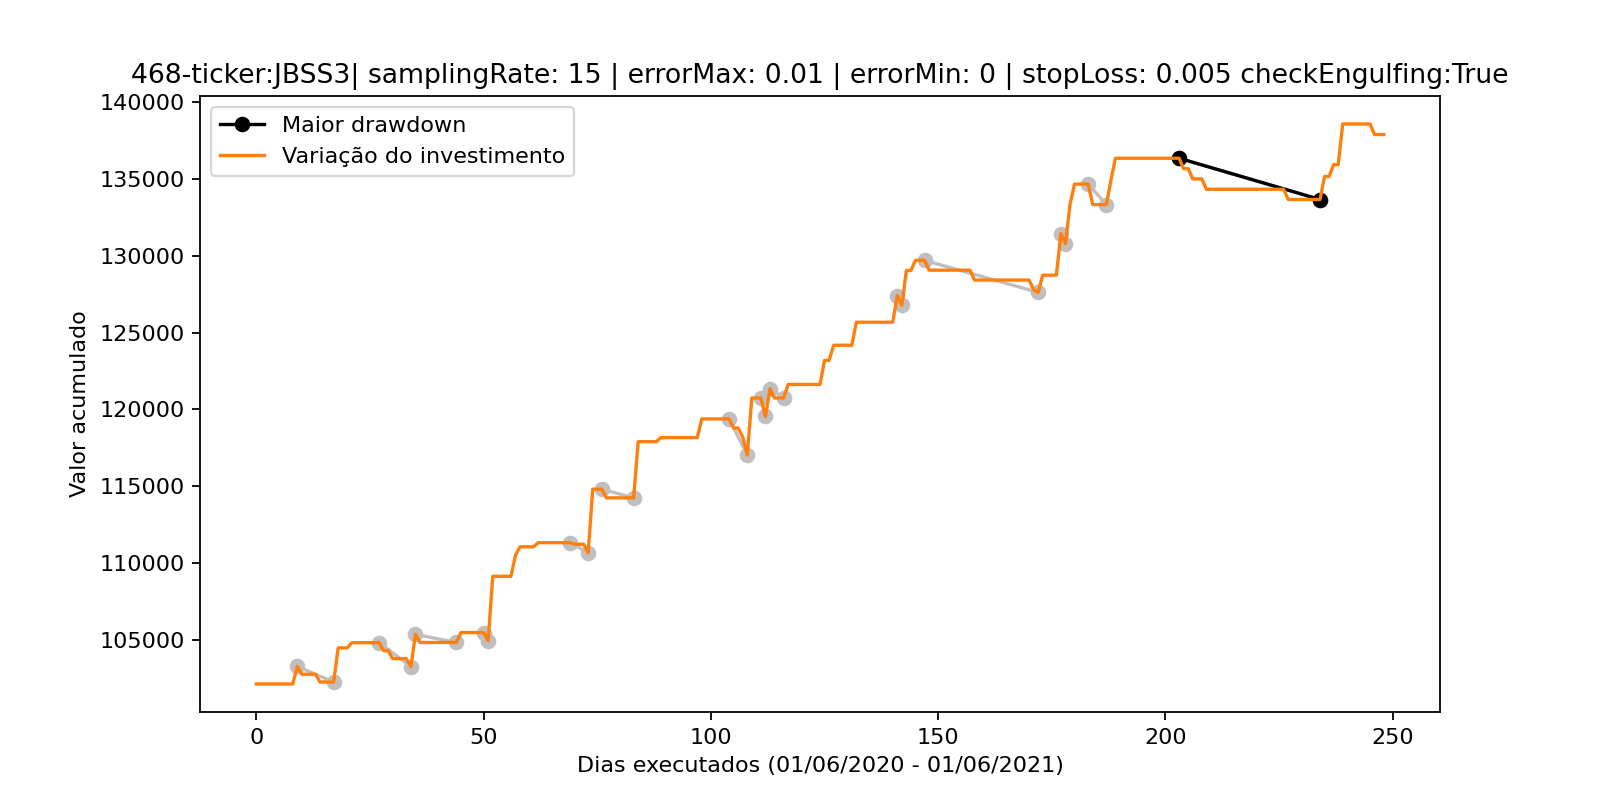 468-ticker:JBSS3| samplingRate: 15 | errorMax: 0.01 | errorMin: 0 | stopLoss: 0.005 checkEngulfing:True
Maior drawdown
Variação do investimento
140000
135000
130000
125000
120000
115000
110000
105000
Valor acumulado
0 50 100 150 200 250
Dias executados (01/06/2020 - 01/06/2021)